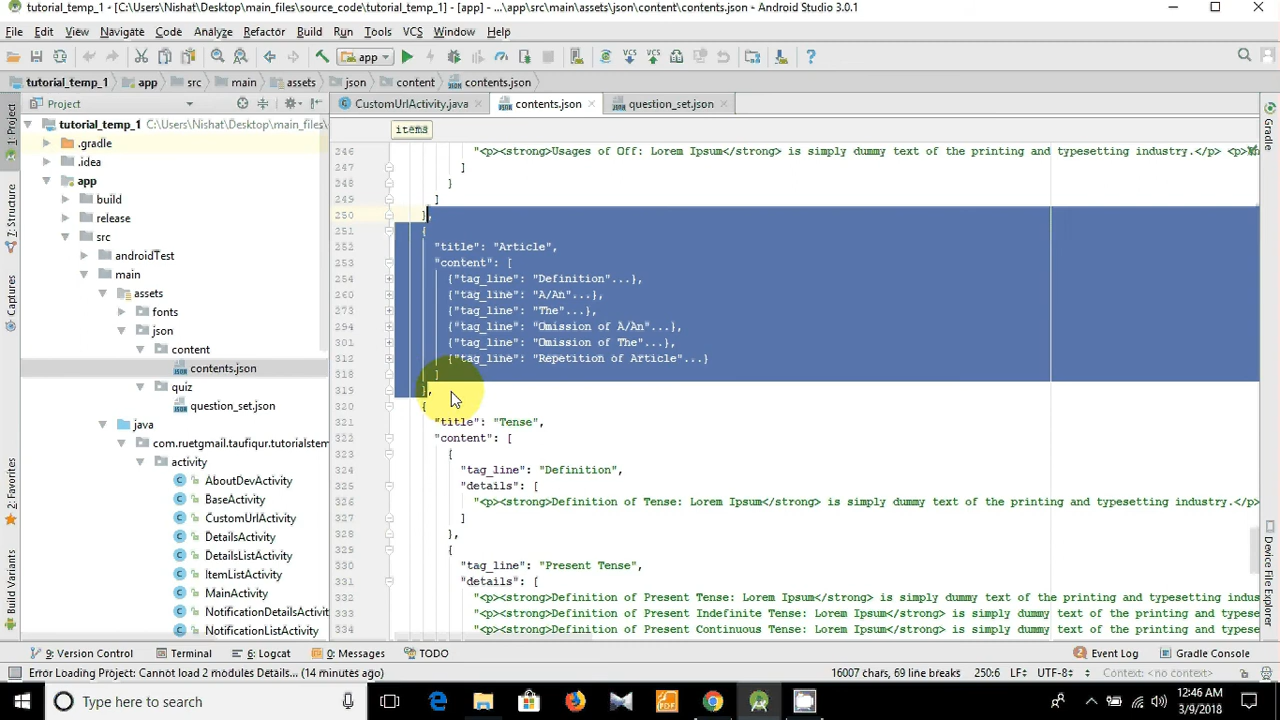 tutorial_temp_1 - [C:\Users\Nishat\Desktop\main_files\source_code\tutorial_temp_1] - [app] - ...\app\src\main\assets\json\content\contents.json - Android Studio 3.0.1
File Edit View Navigate Code Analyze Refactor Build Run Tools VCS Window Help
app
tutorial_temp_1 app src main assets json content contents.json
Project CustomUrlActivity.java contents.json question_set.json
1: Project
7: Structure
Captures
2: Favorites
Build Variants
tutorial_temp_1 C:\Users\Nishat\Desktop\main_files\
.gradle
.idea
app
build
release
src
androidTest
main
assets
fonts
json
content
contents.json
quiz
question_set.json
java
com.ruetgmail.taufiqur.tutorialstem
activity
AboutDevActivity
BaseActivity
CustomUrlActivity
DetailsActivity
DetailsListActivity
ItemListActivity
MainActivity
NotificationDetailsActivit
NotificationListActivity
items
246 "<p><strong>Usages of Off: Lorem Ipsum</strong> is simply dummy text of the printing and typesetting industry.</p> <p>
247 ]
248 }
249 ]
250 },
251 {
252 "title": "Article",
253 "content": [
254 {"tag_line": "Definition"...},
260 {"tag_line": "A/An"...},
273 {"tag_line": "The"...},
294 {"tag_line": "Omission of A/An"...},
301 {"tag_line": "Omission of The"...},
312 {"tag_line": "Repetition of Article"...}
318 ]
319 },
320 {
321 "title": "Tense",
322 "content": [
323 {
324 "tag_line": "Definition",
325 "details": [
326 "<p><strong>Definition of Tense: Lorem Ipsum</strong> is simply dummy text of the printing and typesetting industry.</p>
327 ]
328 },
329 {
330 "tag_line": "Present Tense",
331 "details": [
332 "<p><strong>Definition of Present Tense: Lorem Ipsum</strong> is simply dummy text of the printing and typesetting indus
333 "<p><strong>Definition of Present Indefinite Tense: Lorem Ipsum</strong> is simply dummy text of the printing and typese
334 "<p><strong>Definition of Present Continuous Tense: Lorem Ipsum</strong> is simply dummy text of the printing and typese
Gradle
Device File Explorer
9: Version Control Terminal 6: Logcat 0: Messages TODO Event Log Gradle Console
Error Loading Project: Cannot load 2 modules Details... (14 minutes ago) 16007 chars, 69 line breaks 250:6 LF÷ UTF-8÷ Context: <no context>
Type here to search
12:46 AM
3/9/2018